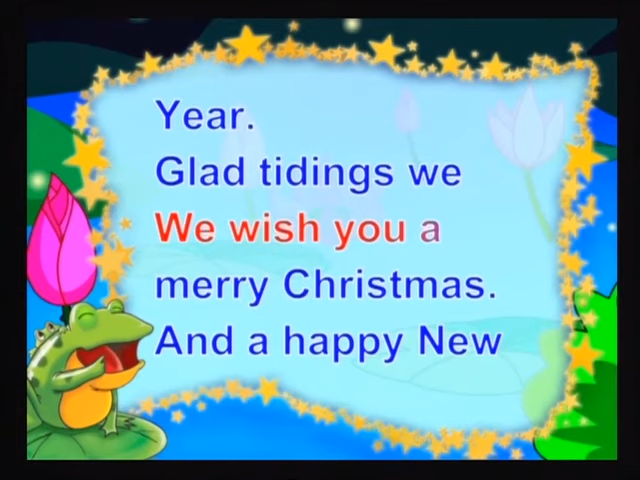 Year.
Glad tidings we
We wish you a
merry Christmas.
And a happy New